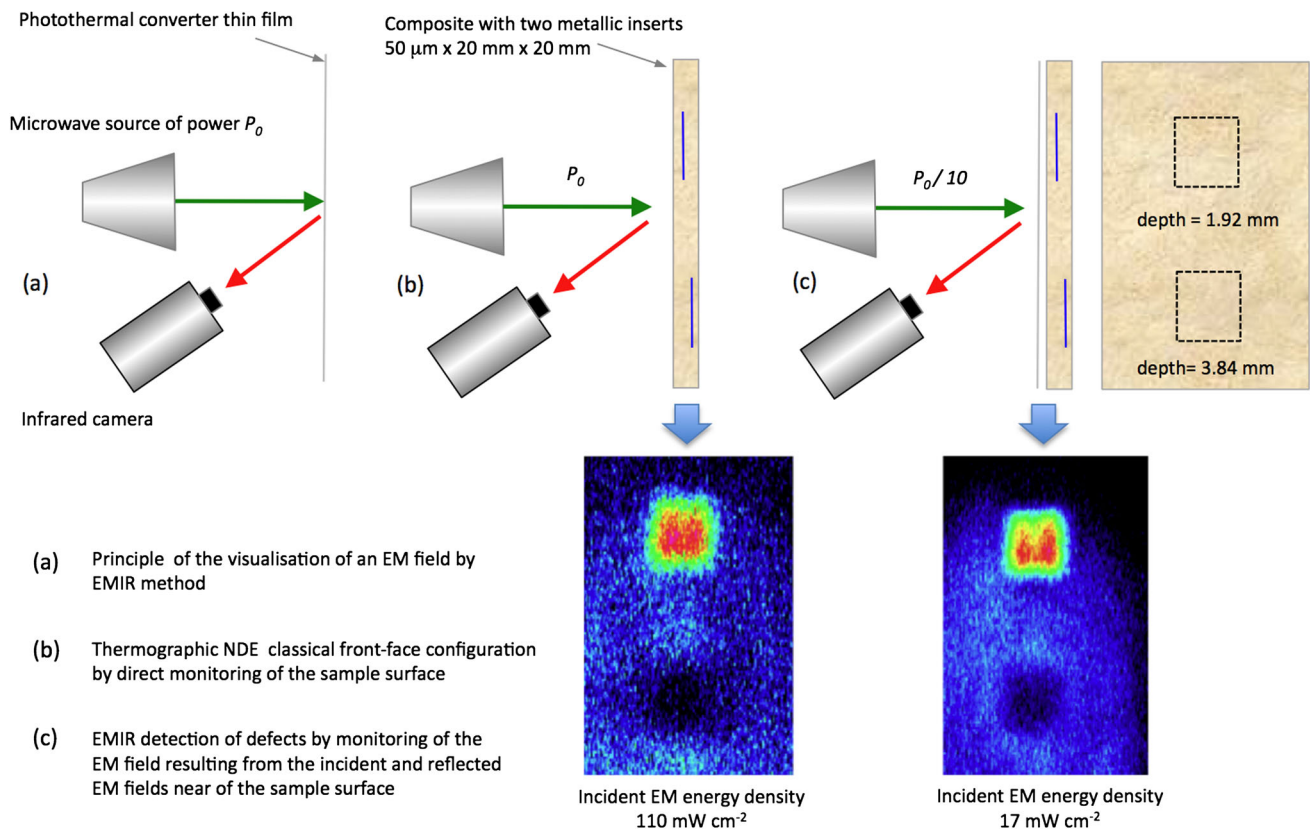 Photothermal converter thin film
Composite with two metallic inserts
50 μm x 20 mm x 20 mm
Microwave source of power P₀
P₀
P₀/ 10
depth = 1.92 mm
(a)
(b)
(c)
depth= 3.84 mm
Infrared camera
(a) Principle of the visualisation of an EM field by
EMIR method
(b) Thermographic NDE classical front-face configuration
by direct monitoring of the sample surface
(c) EMIR detection of defects by monitoring of the
EM field resulting from the incident and reflected
EM fields near of the sample surface
Incident EM energy density
110 mW cm⁻²
Incident EM energy density
17 mW cm⁻²